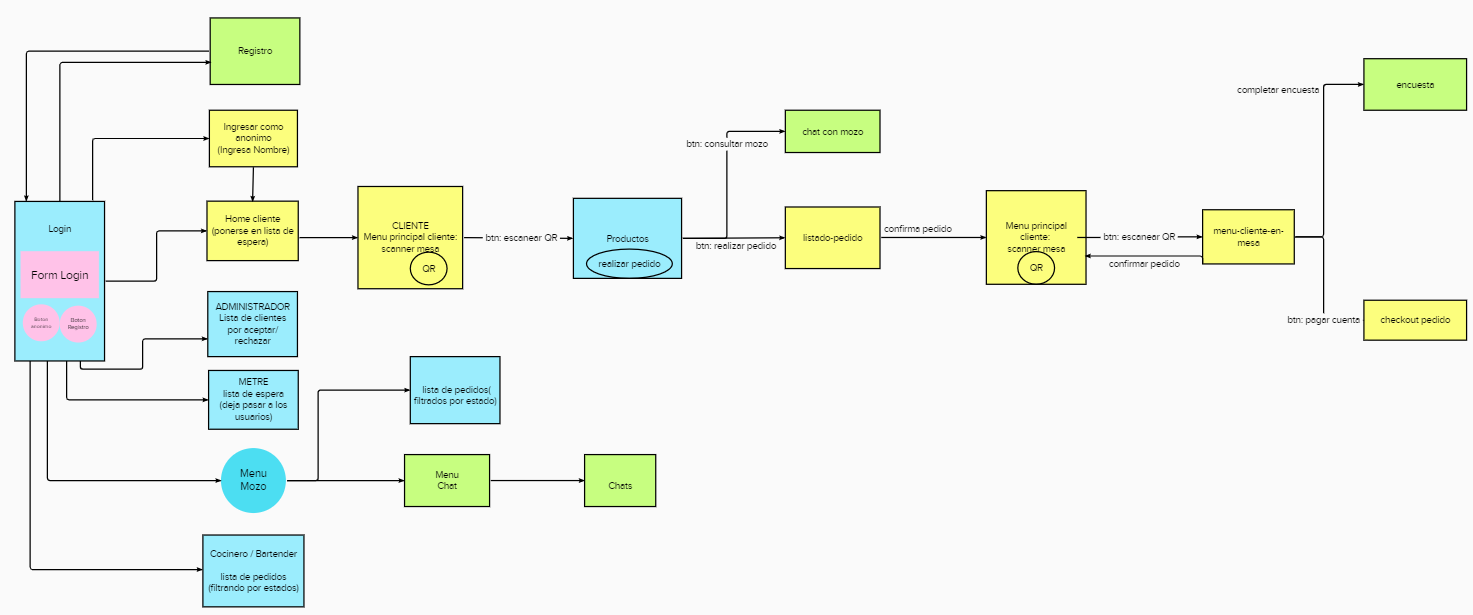 Registro
Ingresar como
anonimo
(Ingresa Nombre)
Home cliente
(ponerse en lista de
espera)
Login
Form Login
Boton
anonimo
Boton
Registro
ADMINISTRADOR
Lista de clientes
por aceptar/
rechazar
METRE
lista de espera
(deja pasar a los
usuarios)
Menu
Mozo
Cocinero / Bartender
lista de pedidos
(filtrando por estados)
lista de pedidos(
filtrados por estado)
Menu
Chat
Chats
CLIENTE
Menu principal cliente:
scanner mesa
QR
btn: escanear QR
Productos
realizar pedido
btn: consultar mozo
chat con mozo
btn: realizar pedido
listado-pedido
confirma pedido
Menu principal
cliente:
scanner mesa
QR
btn: escanear QR
confirmar pedido
menu-cliente-en-
mesa
completar encuesta
encuesta
btn: pagar cuenta
checkout pedido